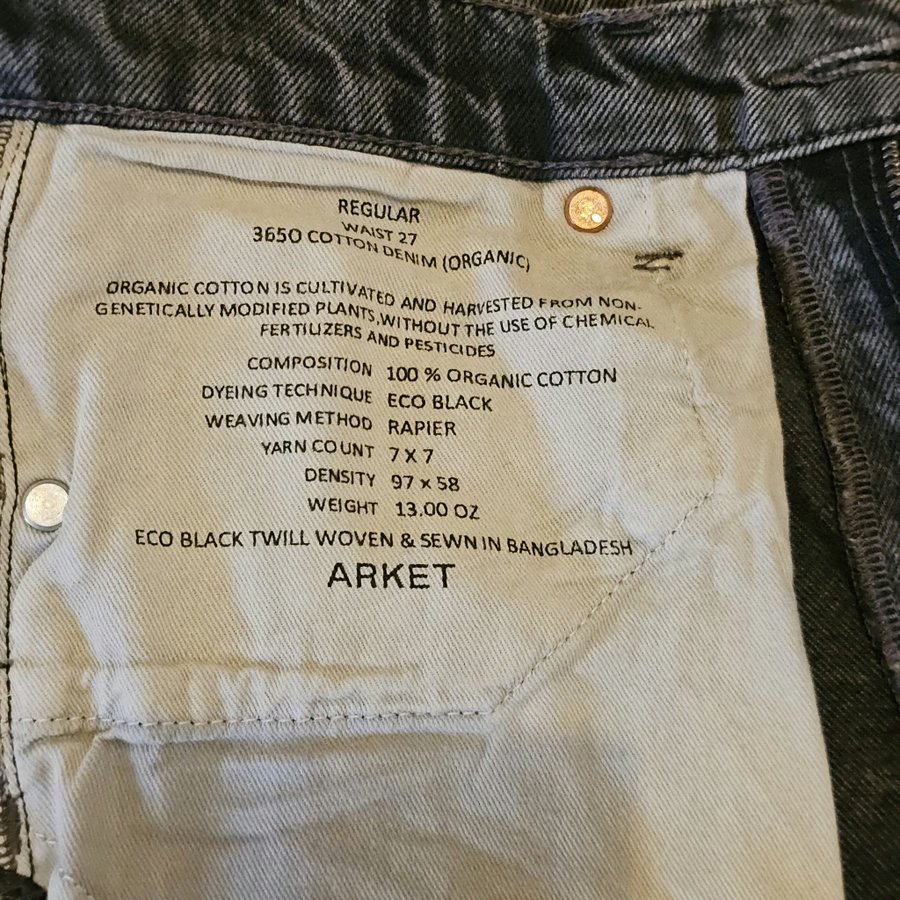 REGULAR
WAIST 27
3650 COTTON DENIM (ORGANIC)
ORGANIC COTTON IS CULTIVATED AND HARVESTED FROM NON-
GENETICALLY MODIFIED PLANTS,WITHOUT THE USE OF CHEMICAL
FERTILIZERS AND PESTICIDES
COMPOSITION 100 % ORGANIC COTTON
DYEING TECHNIQUE ECO BLACK
WEAVING METHOD RAPIER
YARN COUNT 7 X 7
DENSITY 97 x 58
WEIGHT 13.00 OZ
ECO BLACK TWILL WOVEN & SEWN IN BANGLADESH
ARKET